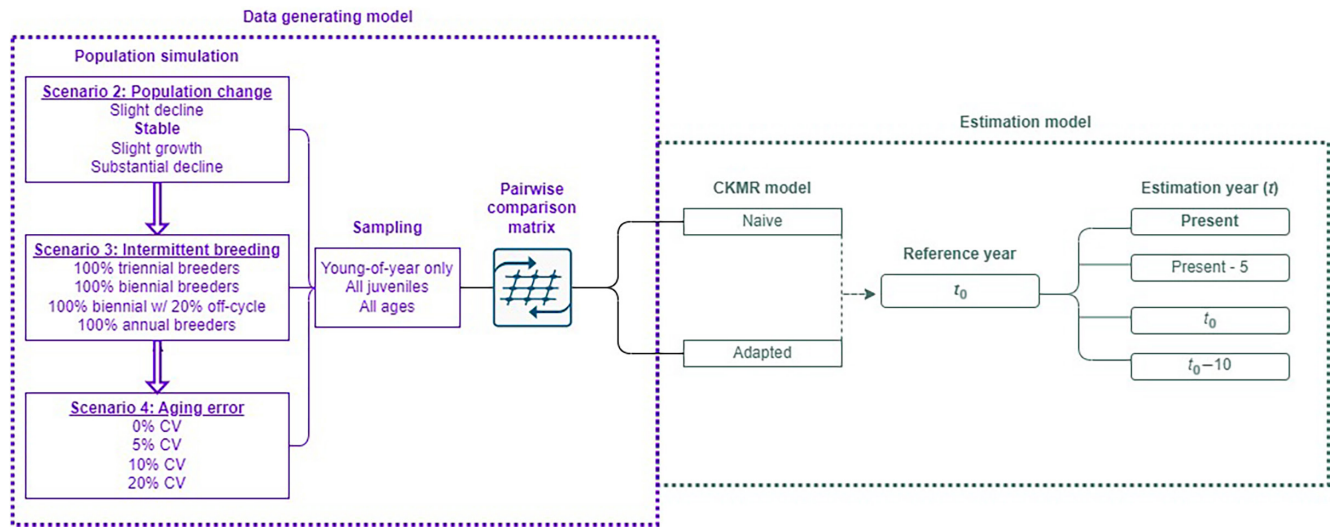 Data generating model
Population simulation
Scenario 2: Population change
Slight decline
Stable
Slight growth
Substantial decline
Scenario 3: Intermittent breeding
100% triennial breeders
100% biennial breeders
100% biennial w/ 20% off-cycle
100% annual breeders
Scenario 4: Aging error
0% CV
5% CV
10% CV
20% CV
Sampling
Young-of-year only
All juveniles
All ages
Pairwise
comparison
matrix
Estimation model
CKMR model
Naive
Adapted
Reference year
t₀
Estimation year (t)
Present
Present - 5
t₀
t₀−10